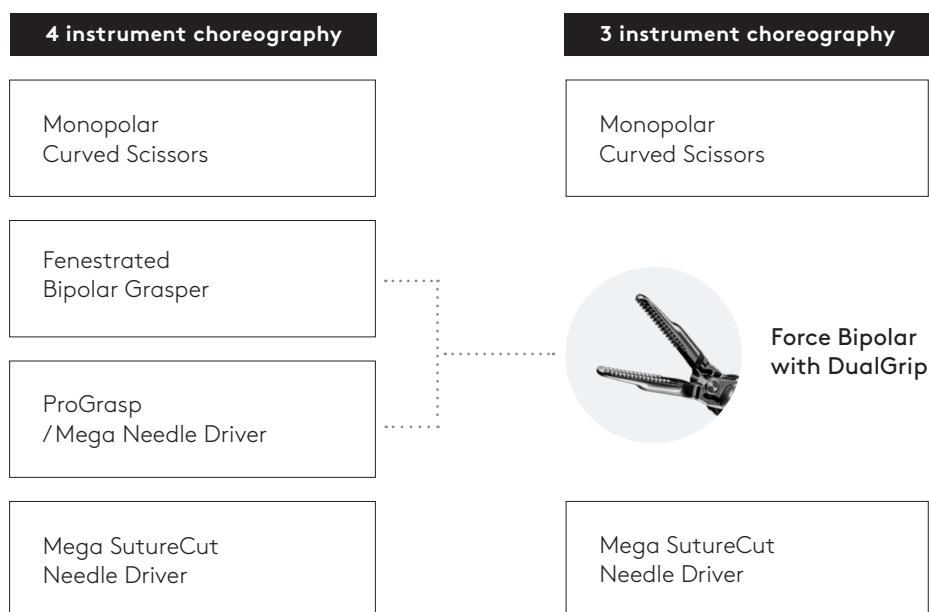 4 instrument choreography
Monopolar
Curved Scissors
Fenestrated
Bipolar Grasper
ProGrasp
/Mega Needle Driver
Mega SutureCut
Needle Driver
3 instrument choreography
Monopolar
Curved Scissors
Force Bipolar
with DualGrip
Mega SutureCut
Needle Driver